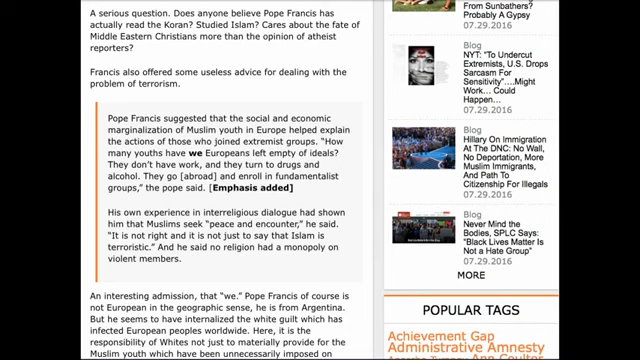 A serious question. Does anyone believe Pope Francis has
actually read the Koran? Studied Islam? Cares about the fate of
Middle Eastern Christians more than the opinion of atheist
reporters?
Francis also offered some useless advice for dealing with the
problem of terrorism.
Pope Francis suggested that the social and economic
marginalization of Muslim youth in Europe helped explain
the actions of those who joined extremist groups. “How
many youths have we Europeans left empty of ideals?
They don’t have work, and they turn to drugs and
alcohol. They go [abroad] and enroll in fundamentalist
groups,” the pope said. [Emphasis added]
His own experience in interreligious dialogue had shown
him that Muslims seek “peace and encounter,” he said.
“It is not right and it is not just to say that Islam is
terroristic.” And he said no religion had a monopoly on
violent members.
An interesting admission, that “we.” Pope Francis of course is
not European in the geographic sense, he is from Argentina.
But he seems to have internalized the white guilt which has
infected European peoples worldwide. Here, it is the
responsibility of Whites not just to materially provide for the
Muslim youth which have been unnecessarily imposed on
From Sunbathers?
Probably A Gypsy
07.29.2016
Blog
NYT: “To Undercut
Extremists, U.S. Drops
Sarcasm For
Sensitivity”....Might
Work... Could
Happen...
07.29.2016
Blog
Hillary On Immigration
At The DNC: No Wall,
No Deportation, More
Muslim Immigrants,
And Path To
Citizenship For Illegals
07.29.2016
Blog
Never Mind the
Bodies, SPLC Says:
“Black Lives Matter Is
Not a Hate Group”
07.29.2016
MORE
POPULAR TAGS
Achievement Gap
Administrative Amnesty
Ann Coulter